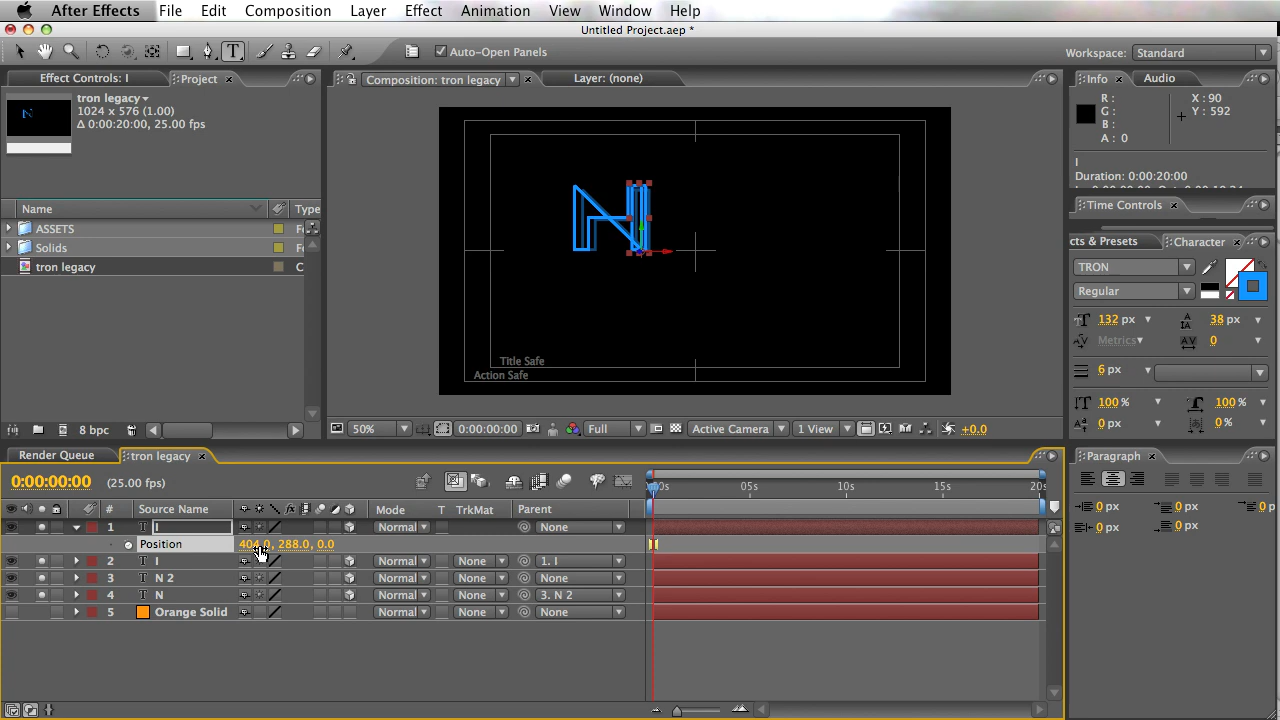 After Effects File Edit Composition Layer Effect Animation View Window Help
Untitled Project.aep *
T Auto-Open Panels Workspace: Standard
Effect Controls: I Project Composition: tron legacy Layer: (none) Info Audio
tron legacy
1024 x 576 (1.00)
Δ 0:00:20:00, 25.00 fps
R : X : 90
G : Y : 592
B :
A : 0
I
Duration: 0:00:20:00
Time Controls
Name Type
ASSETS
Solids
tron legacy C
cts & Presets Character
TRON
Regular
132 px 38 px
Metrics 0
6 px
100 % 100 %
0 px 0 %
NI
Title Safe
Action Safe
8 bpc
50% 0:00:00:00 Full Active Camera 1 View +0.0
Render Queue tron legacy
Paragraph
0:00:00:00 (25.00 fps)
00s 05s 10s 15s 20s
# Source Name Mode T TrkMat Parent
1 T I Normal None
Position 404.0, 288.0, 0.0
2 T I Normal None 1. I
3 T N 2 Normal None None
4 T N Normal None 3. N 2
5 Orange Solid Normal None None
0 px 0 px 0 p
0 px 0 px